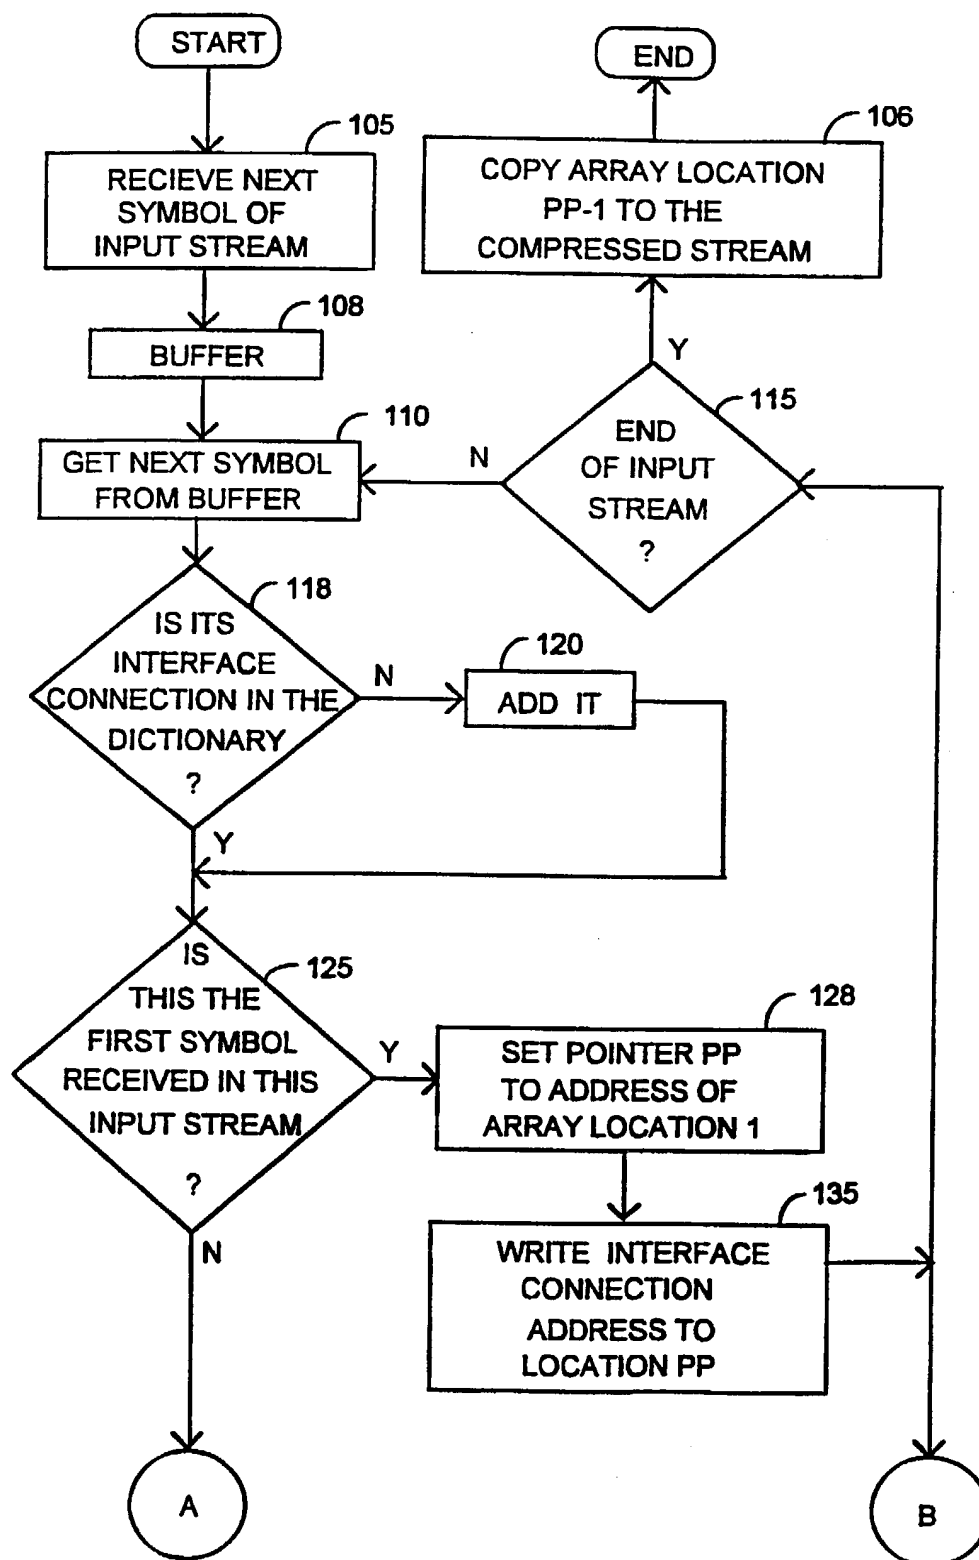 START
END
105
RECIEVE NEXT
SYMBOL OF
INPUT STREAM
106
COPY ARRAY LOCATION
PP-1 TO THE
COMPRESSED STREAM
108
BUFFER
Y
115
END
OF INPUT
STREAM
?
N
110
GET NEXT SYMBOL
FROM BUFFER
118
IS ITS
INTERFACE
CONNECTION IN THE
DICTIONARY
?
N
120
ADD IT
Y
125
IS
THIS THE
FIRST SYMBOL
RECEIVED IN THIS
INPUT STREAM
?
Y
128
SET POINTER PP
TO ADDRESS OF
ARRAY LOCATION 1
135
WRITE INTERFACE
CONNECTION
ADDRESS TO
LOCATION PP
N
A
B